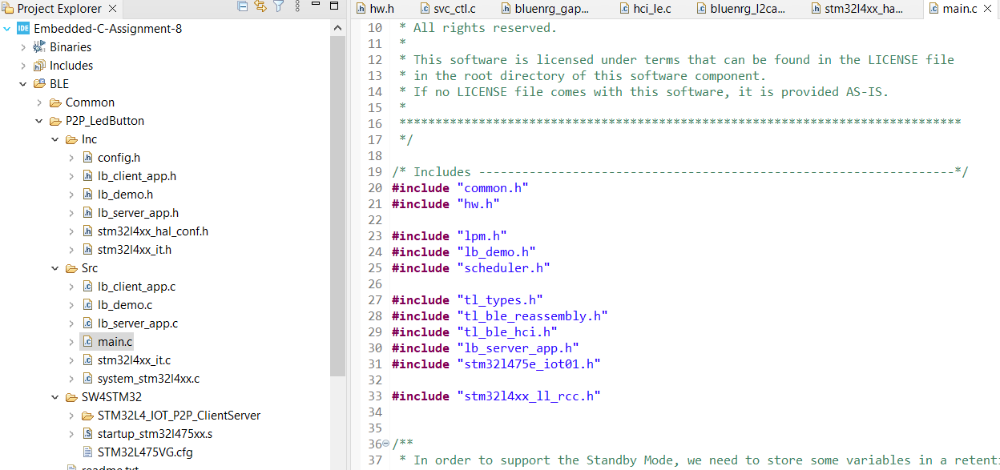 Project Explorer
Embedded-C-Assignment-8
Binaries
Includes
BLE
Common
P2P_LedButton
Inc
config.h
lb_client_app.h
lb_demo.h
lb_server_app.h
stm32l4xx_hal_conf.h
stm32l4xx_it.h
Src
lb_client_app.c
lb_demo.c
lb_server_app.c
main.c
stm32l4xx_it.c
system_stm32l4xx.c
SW4STM32
STM32L4_IOT_P2P_ClientServer
startup_stm32l475xx.s
STM32L475VG.cfg
readme.txt
hw.h svc_ctl.c bluenrg_gap... hci_le.c bluenrg_l2ca... stm32l4xx_ha... main.c
10 * All rights reserved.
11 *
12 * This software is licensed under terms that can be found in the LICENSE file
13 * in the root directory of this software component.
14 * If no LICENSE file comes with this software, it is provided AS-IS.
15 *
16 ******************************************************************************
17 */
18
19 /* Includes ------------------------------------------------------------------*/
20 #include "common.h"
21 #include "hw.h"
22
23 #include "lpm.h"
24 #include "lb_demo.h"
25 #include "scheduler.h"
26
27 #include "tl_types.h"
28 #include "tl_ble_reassembly.h"
29 #include "tl_ble_hci.h"
30 #include "lb_server_app.h"
31 #include "stm32l475e_iot01.h"
32
33 #include "stm32l4xx_ll_rcc.h"
34
35
36 /**
37 * In order to support the Standby Mode, we need to store some variables in a retent